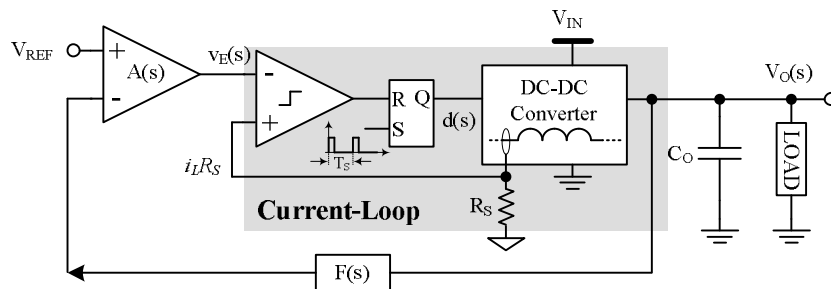 V_REF
+
-
A(s)
v_E(s)
-
+
i_L R_S
T_S
R Q
S
d(s)
V_IN
DC-DC
Converter
R_S
Current-Loop
V_O(s)
C_O
LOAD
F(s)